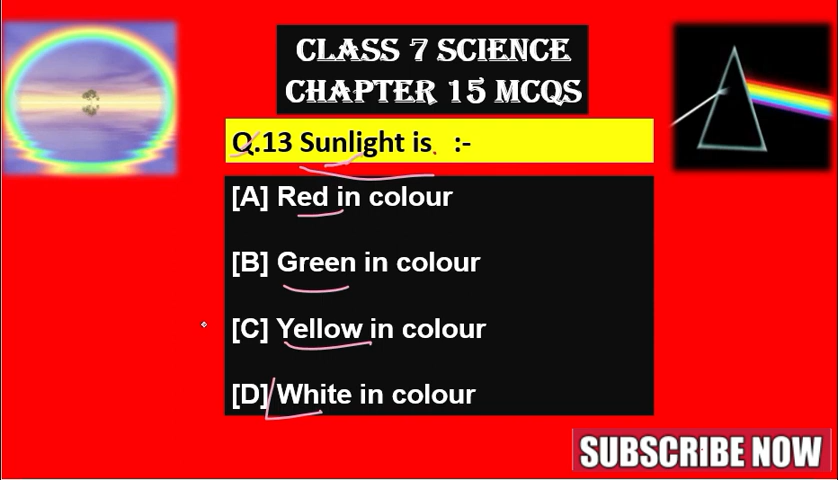 CLASS 7 SCIENCE
CHAPTER 15 MCQS
Q.13 Sunlight is. :-
[A] Red in colour
[B] Green in colour
[C] Yellow in colour
[D] White in colour
SUBSCRIBE NOW